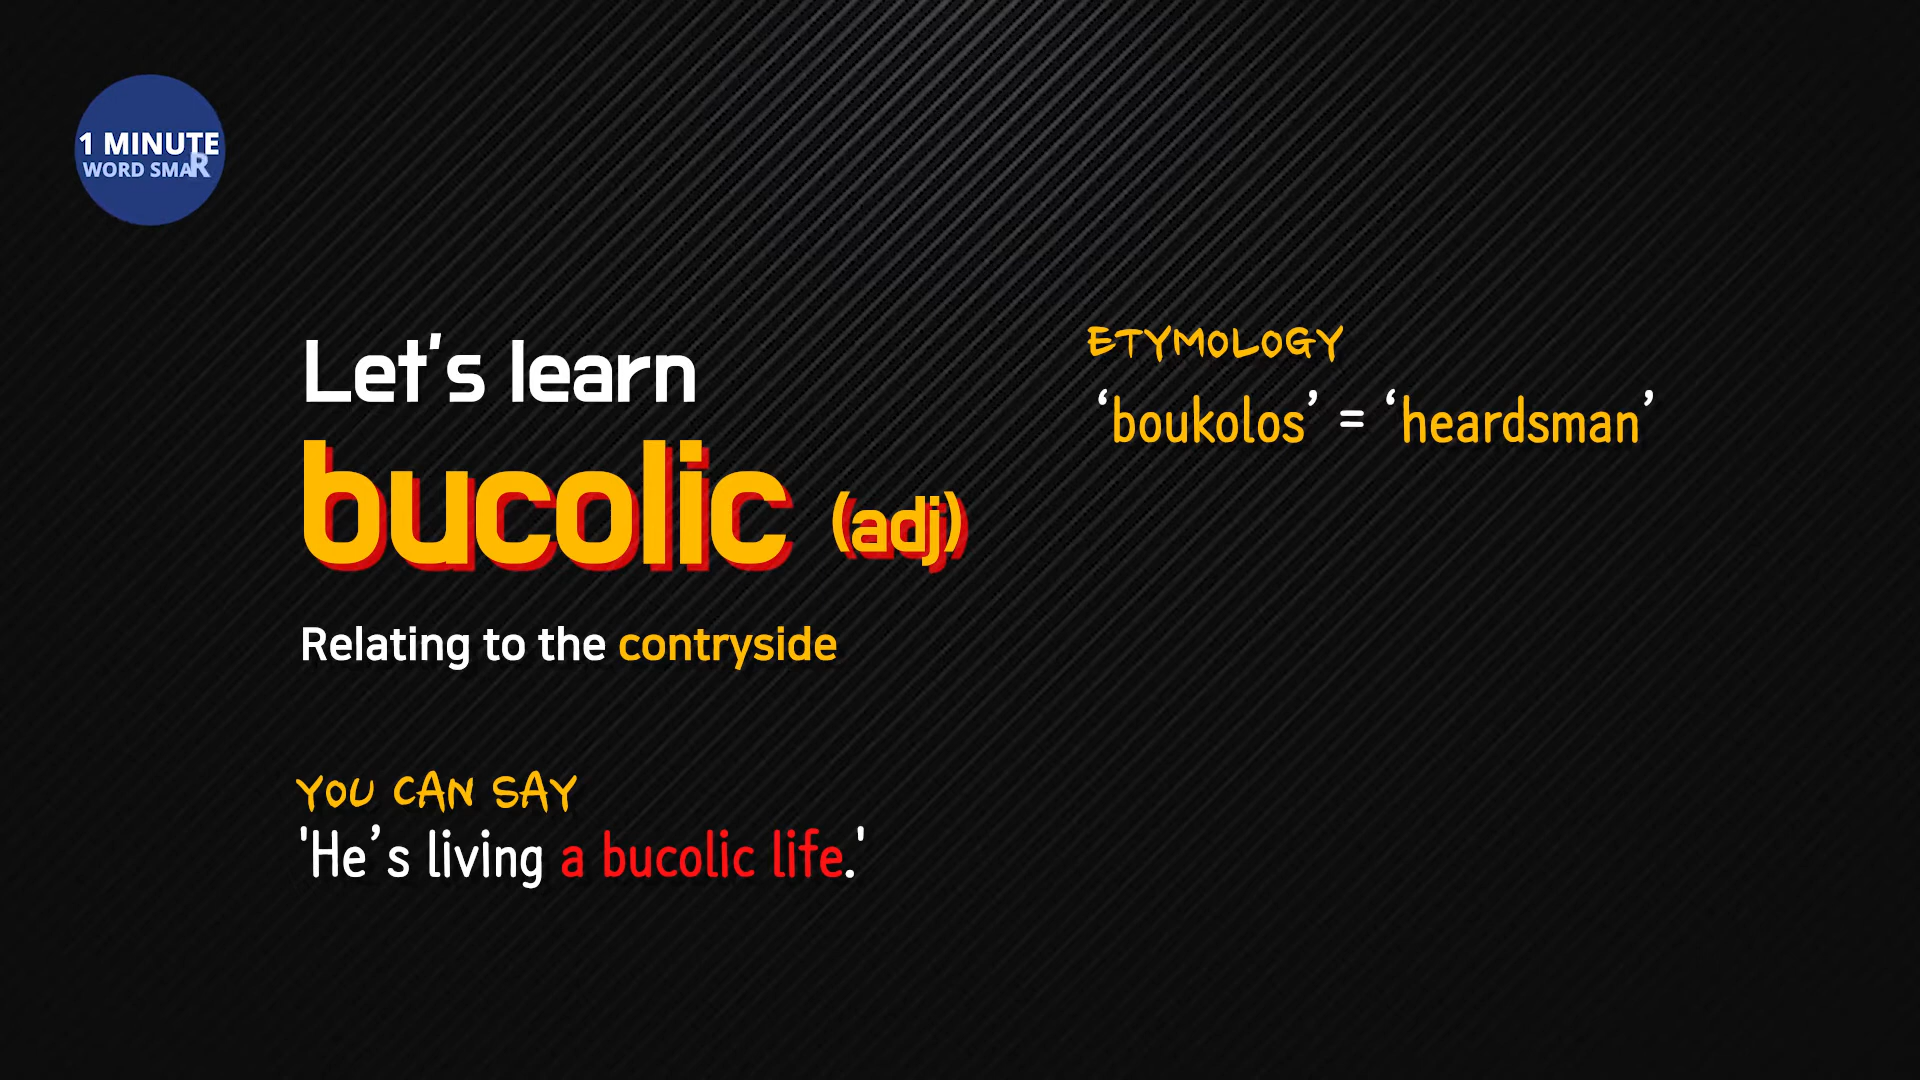 1 MINUTE
WORD SMAR
Let's learn
bucolic (adj)
Relating to the contryside
YOU CAN SAY
'He’s living a bucolic life.'
ETYMOLOGY
‘boukolos’ = ‘heardsman’